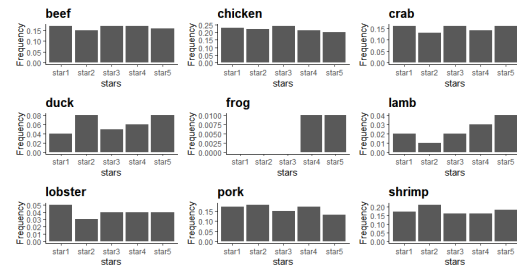 beef
Frequency
0.15
0.10
0.05
0.00
star1 star2 star3 star4 star5
stars
chicken
Frequency
0.25
0.20
0.15
0.10
0.05
0.00
star1 star2 star3 star4 star5
stars
crab
Frequency
0.15
0.10
0.05
0.00
star1 star2 star3 star4 star5
stars
duck
Frequency
0.08
0.06
0.04
0.02
0.00
star1 star2 star3 star4 star5
stars
frog
Frequency
0.0100
0.0075
0.0050
0.0025
0.0000
star1 star2 star3 star4 star5
stars
lamb
Frequency
0.04
0.03
0.02
0.01
0.00
star1 star2 star3 star4 star5
stars
lobster
Frequency
0.05
0.04
0.03
0.02
0.01
0.00
star1 star2 star3 star4 star5
stars
pork
Frequency
0.15
0.10
0.05
0.00
star1 star2 star3 star4 star5
stars
shrimp
Frequency
0.20
0.15
0.10
0.05
0.00
star1 star2 star3 star4 star5
stars